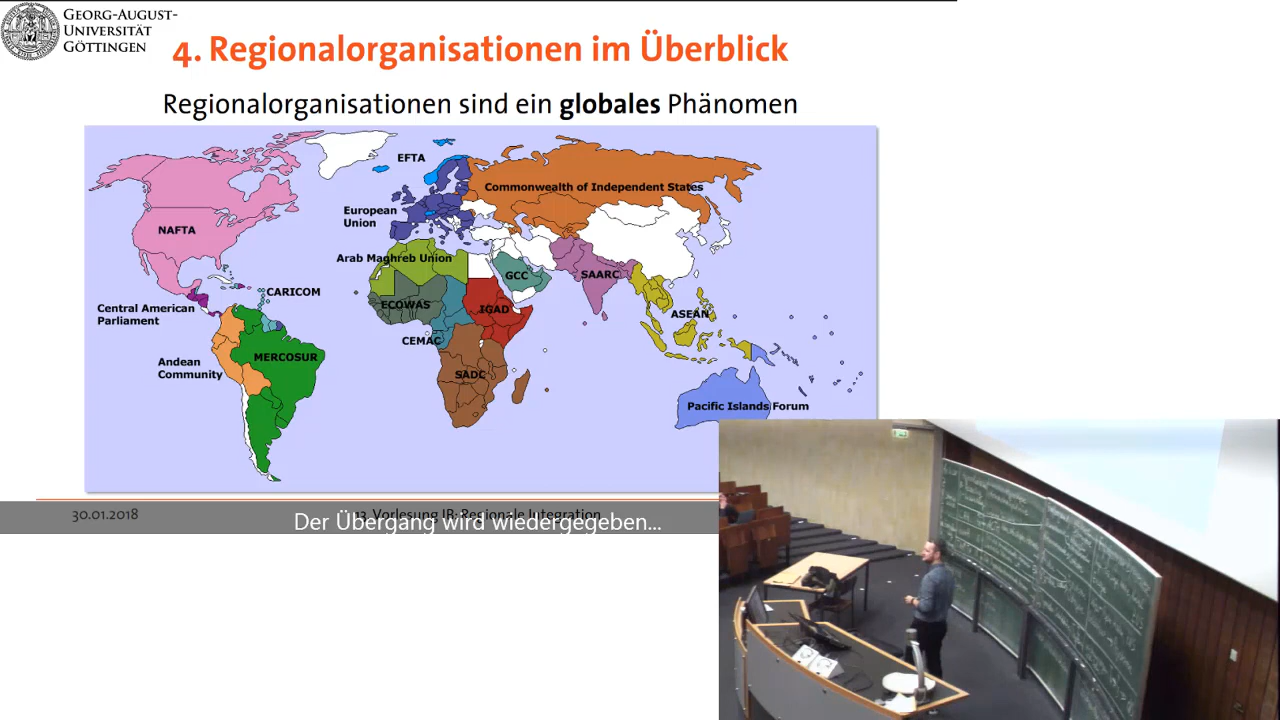 GEORG-AUGUST-
UNIVERSITÄT
GÖTTINGEN
4. Regionalorganisationen im Überblick
Regionalorganisationen sind ein globales Phänomen
EFTA
Commonwealth of Independent States
European
Union
NAFTA
Arab Maghreb Union
GCC
SAARC
CARICOM
ECOWAS
IGAD
Central American
Parliament
ASEAN
CEMAC
MERCOSUR
Andean
Community
SADC
Pacific Islands Forum
30.01.2018
13. Vorlesung IR: Regionale Integration
Der Übergang wird wiedergegeben...